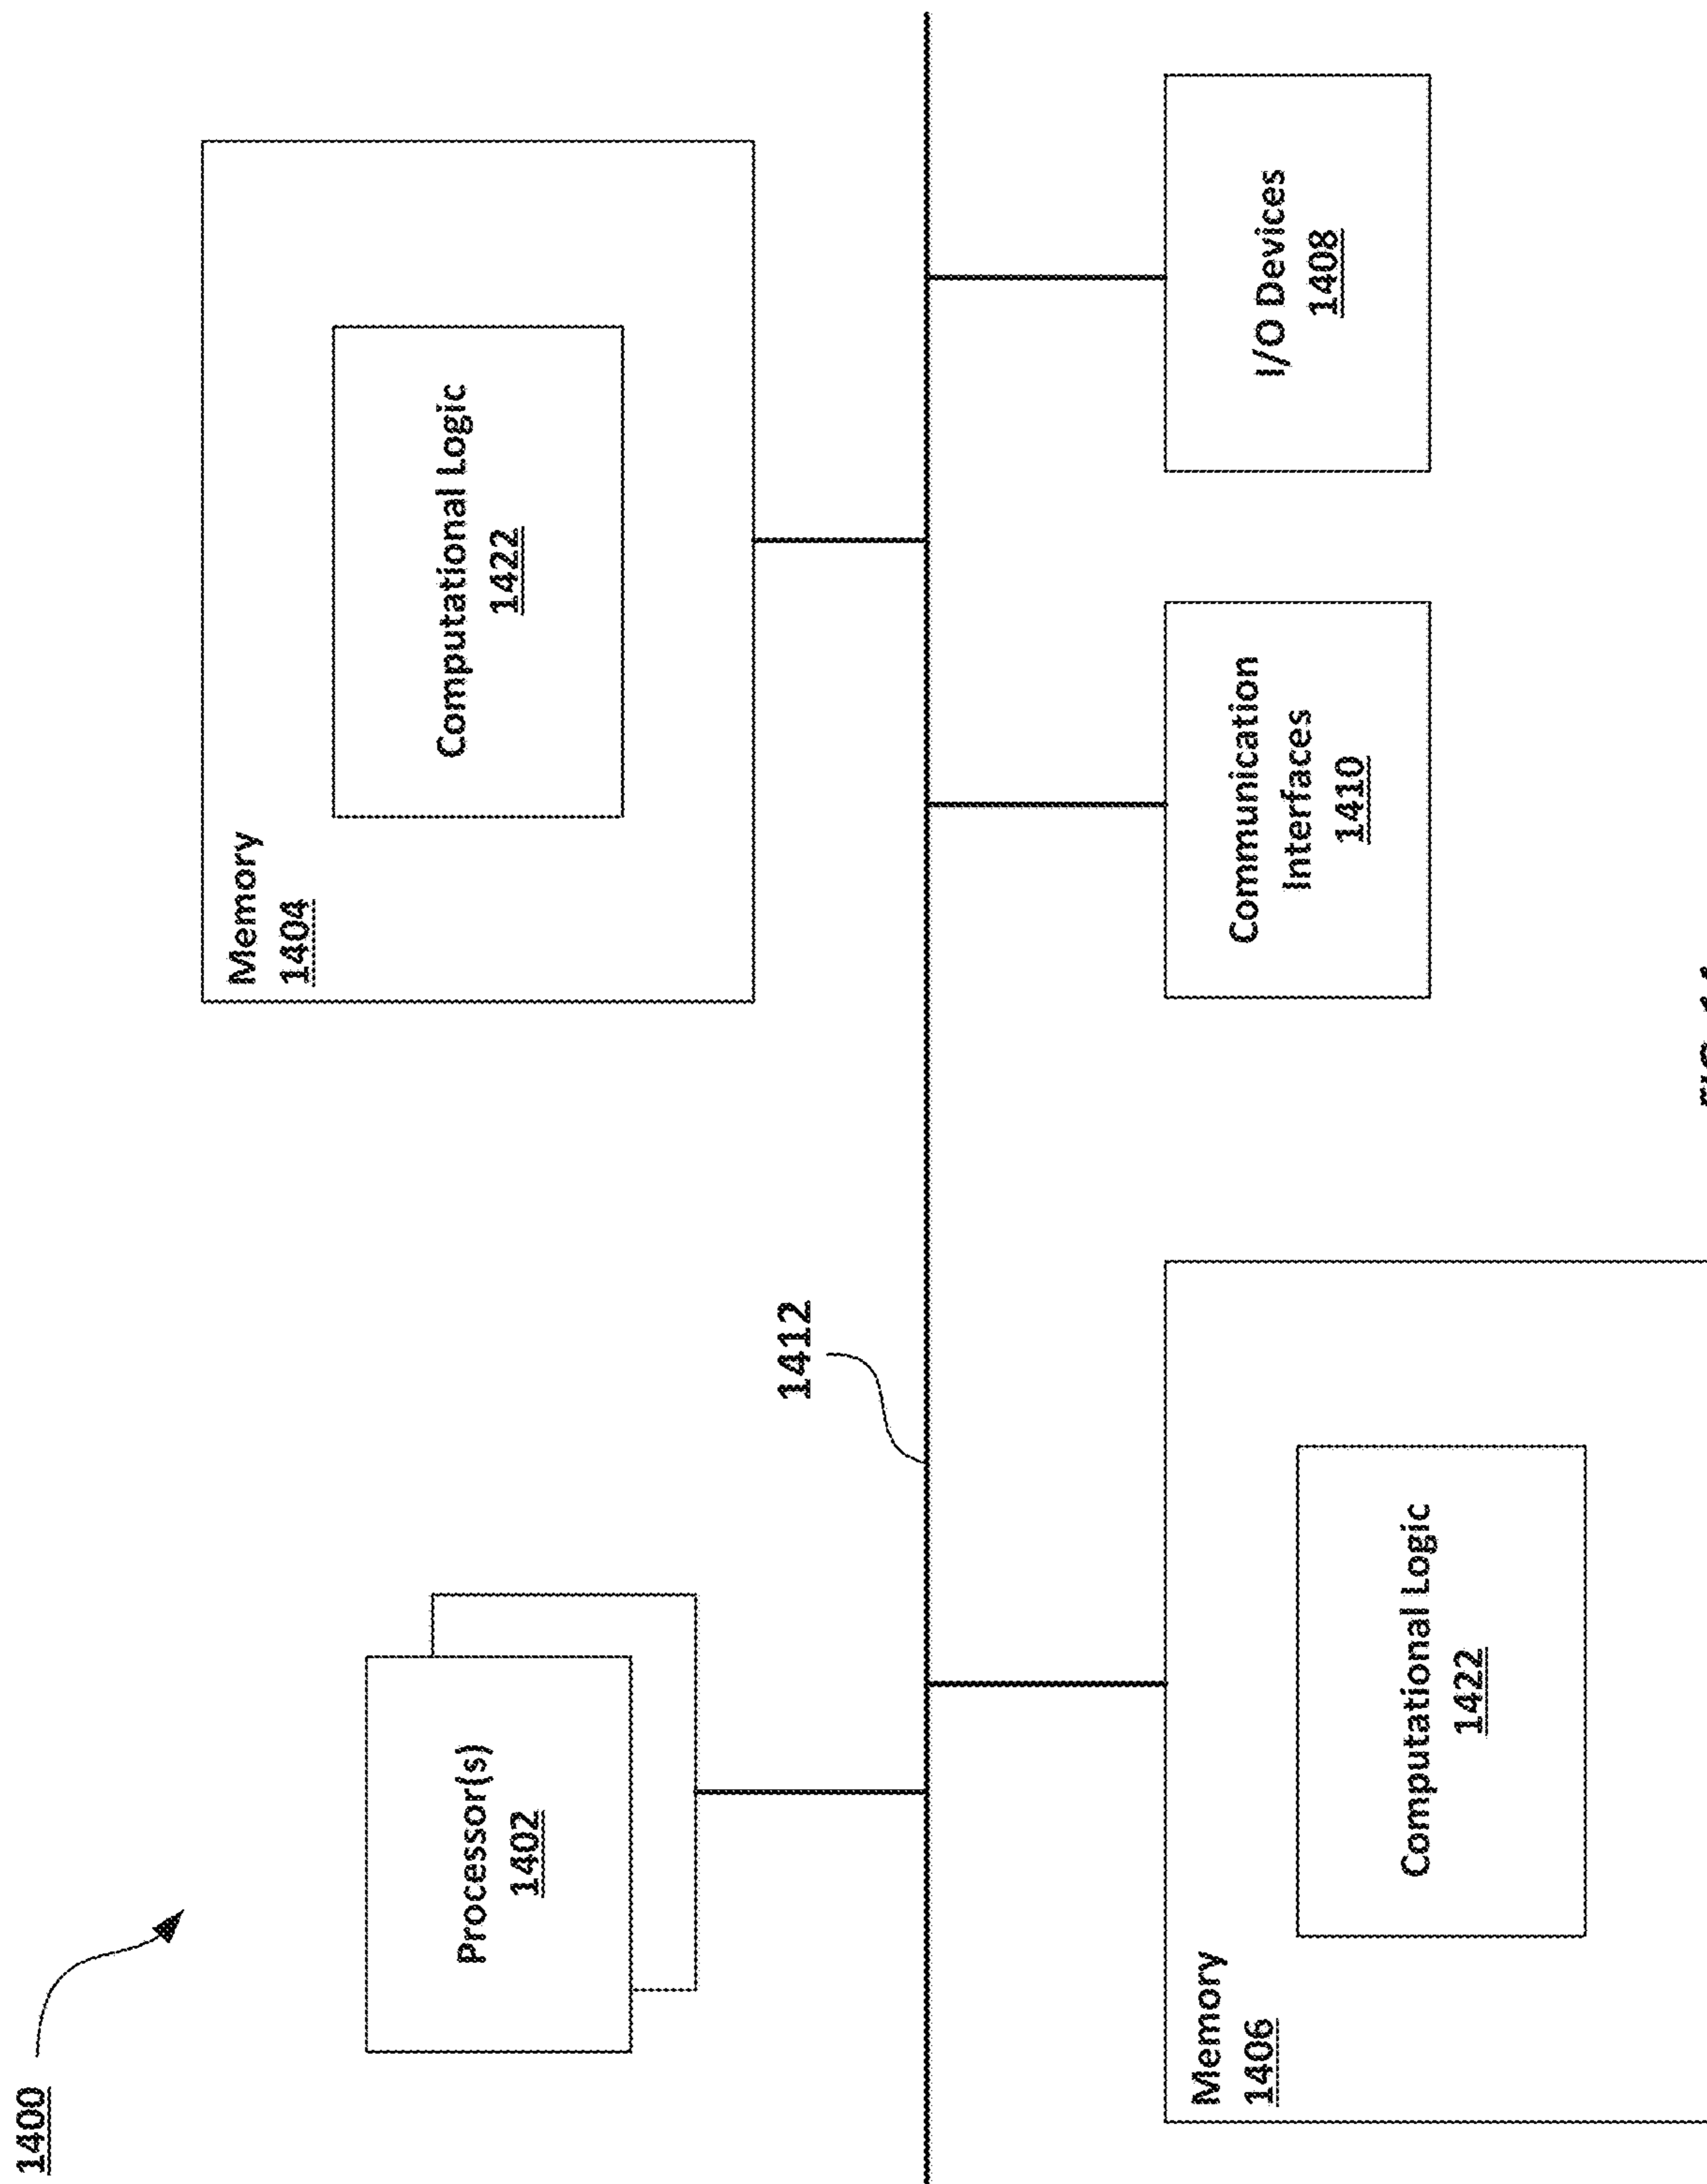 1400
Processor(s)
1402
Memory
1404
Computational Logic
1422
1412
Memory
1406
Computational Logic
1422
Communication
Interfaces
1410
I/O Devices
1408